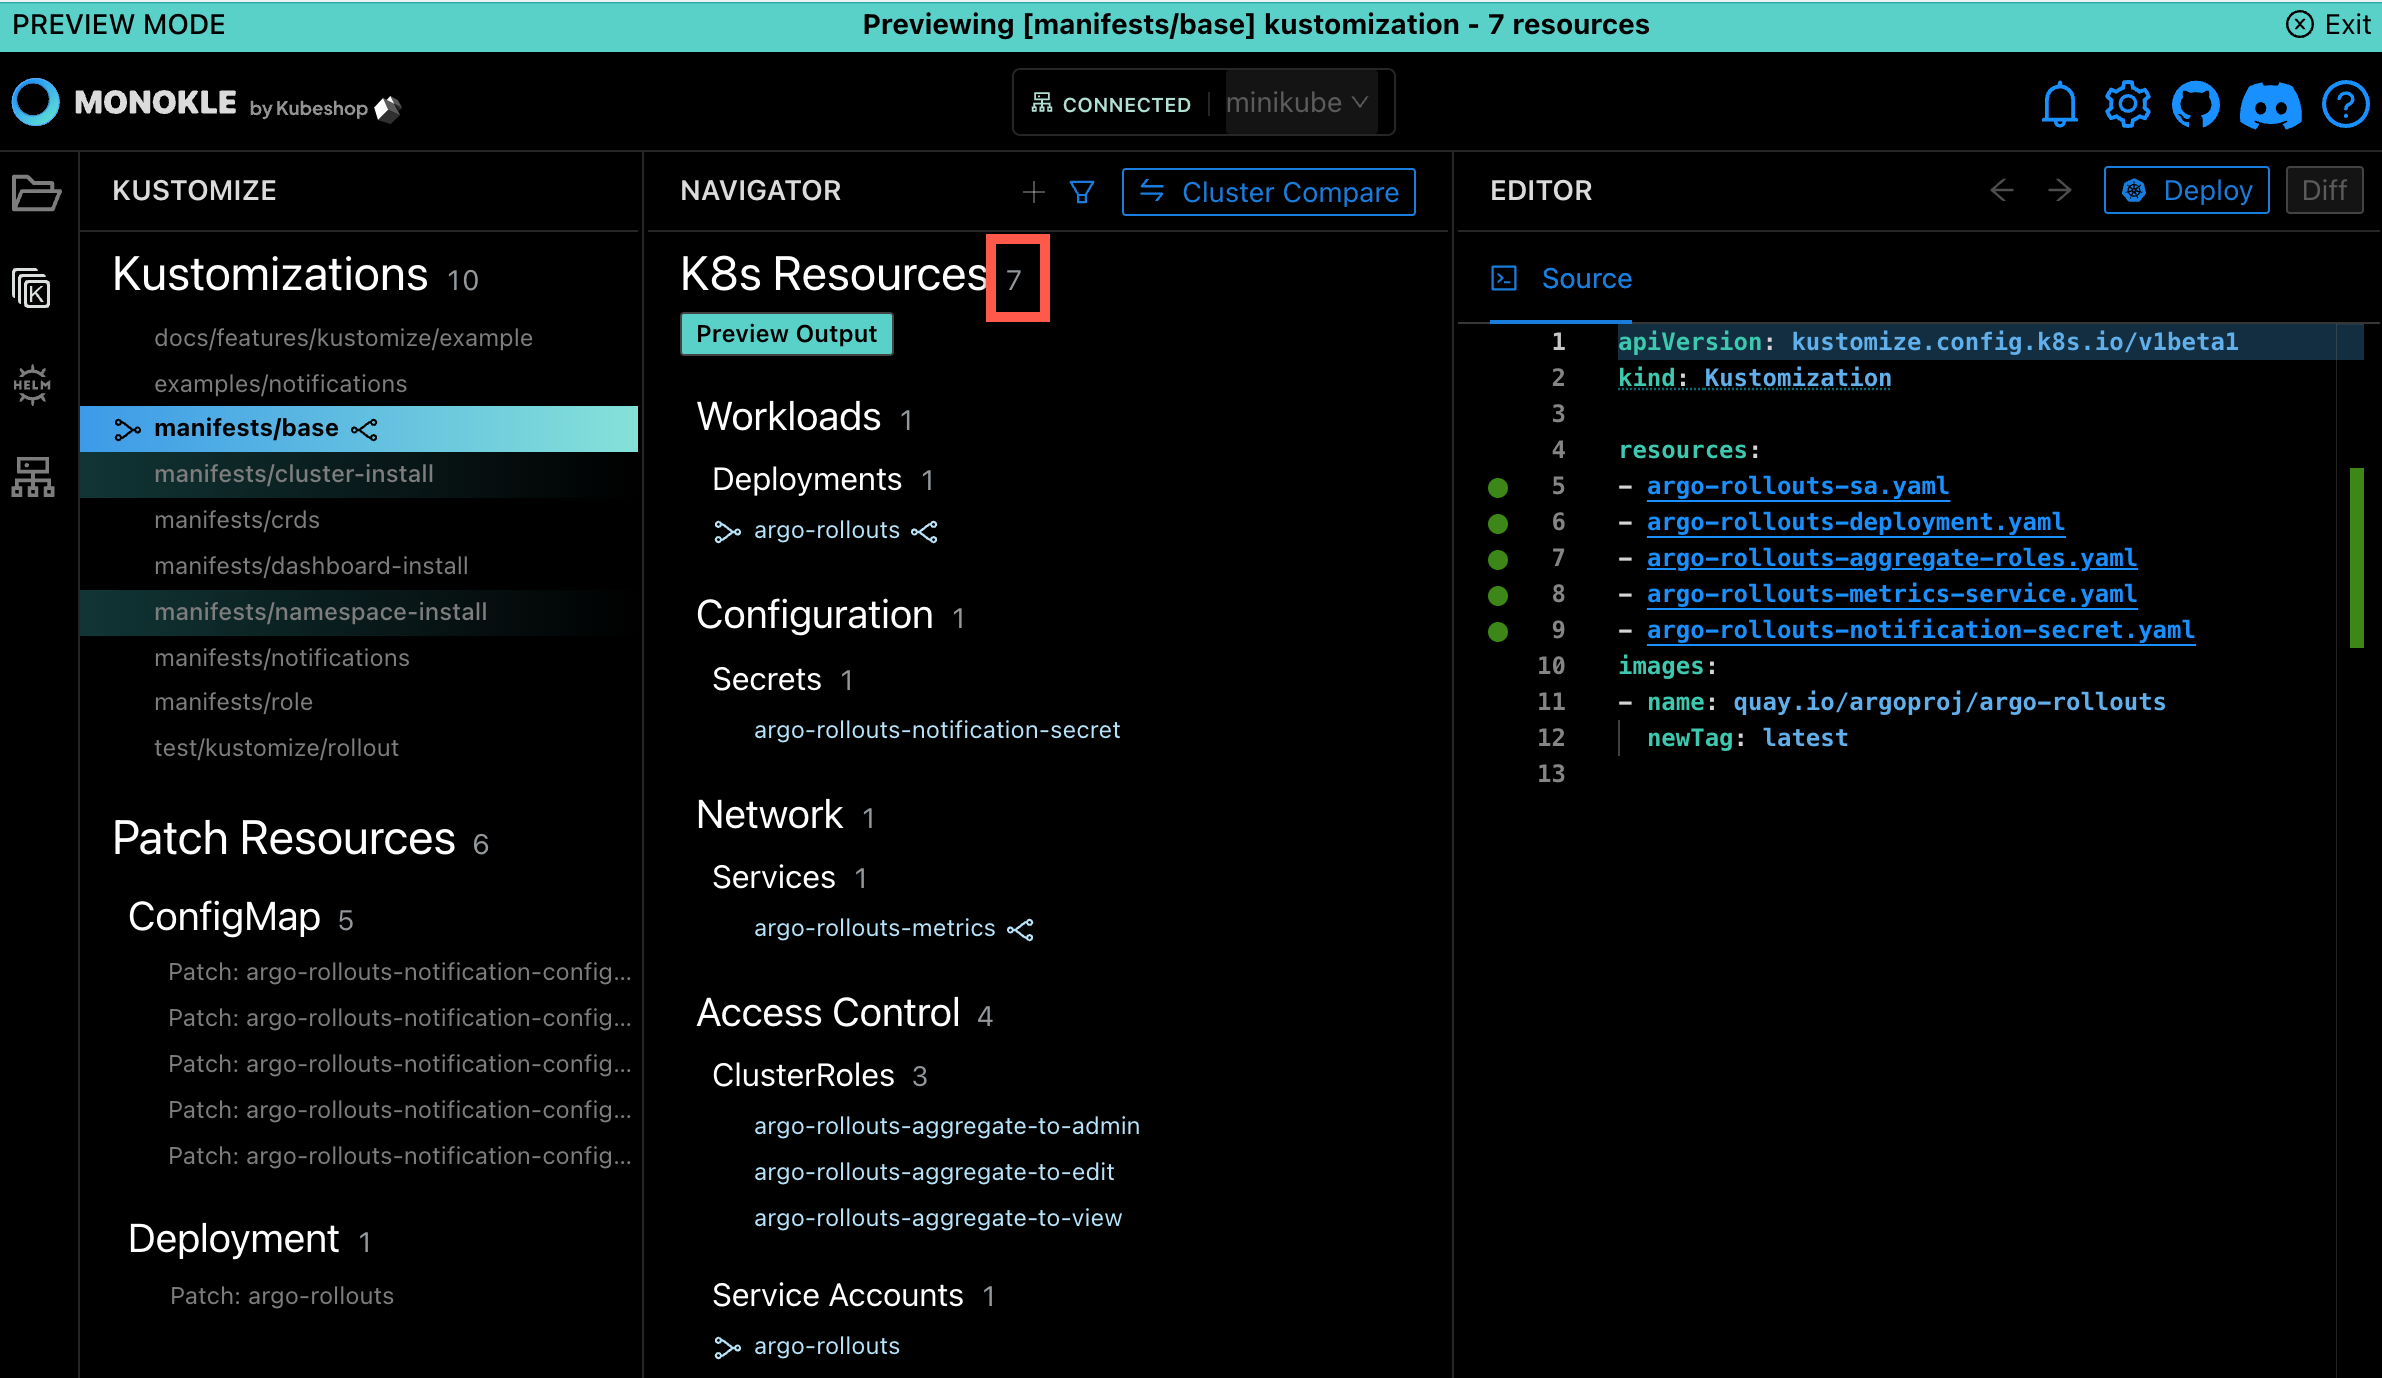 PREVIEW MODE
Previewing [manifests/base] kustomization - 7 resources
Exit
MONOKLE by Kubeshop
CONNECTED
minikube
KUSTOMIZE
Kustomizations 10
docs/features/kustomize/example
examples/notifications
manifests/base
manifests/cluster-install
manifests/crds
manifests/dashboard-install
manifests/namespace-install
manifests/notifications
manifests/role
test/kustomize/rollout
Patch Resources 6
ConfigMap 5
Patch: argo-rollouts-notification-config...
Patch: argo-rollouts-notification-config...
Patch: argo-rollouts-notification-config...
Patch: argo-rollouts-notification-config...
Patch: argo-rollouts-notification-config...
Deployment 1
Patch: argo-rollouts
HELM
K
NAVIGATOR
Cluster Compare
K8s Resources 7
Preview Output
Workloads 1
Deployments 1
argo-rollouts
Configuration 1
Secrets 1
argo-rollouts-notification-secret
Network 1
Services 1
argo-rollouts-metrics
Access Control 4
ClusterRoles 3
argo-rollouts-aggregate-to-admin
argo-rollouts-aggregate-to-edit
argo-rollouts-aggregate-to-view
Service Accounts 1
argo-rollouts
EDITOR
Deploy
Diff
Source
1 apiVersion: kustomize.config.k8s.io/v1beta1
2 kind: Kustomization
3
4 resources:
5 - argo-rollouts-sa.yaml
6 - argo-rollouts-deployment.yaml
7 - argo-rollouts-aggregate-roles.yaml
8 - argo-rollouts-metrics-service.yaml
9 - argo-rollouts-notification-secret.yaml
10 images:
11 - name: quay.io/argoproj/argo-rollouts
12 newTag: latest
13